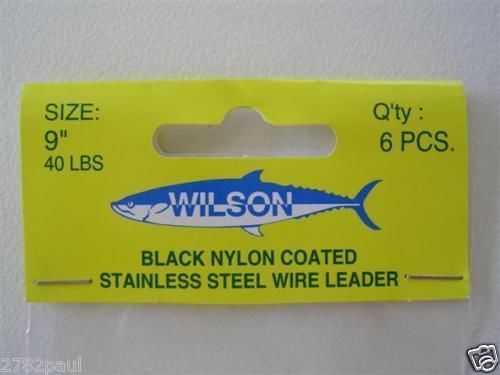 SIZE:
9"
40 LBS
Q'ty :
6 PCS.
WILSON
BLACK NYLON COATED
STAINLESS STEEL WIRE LEADER
2782paul